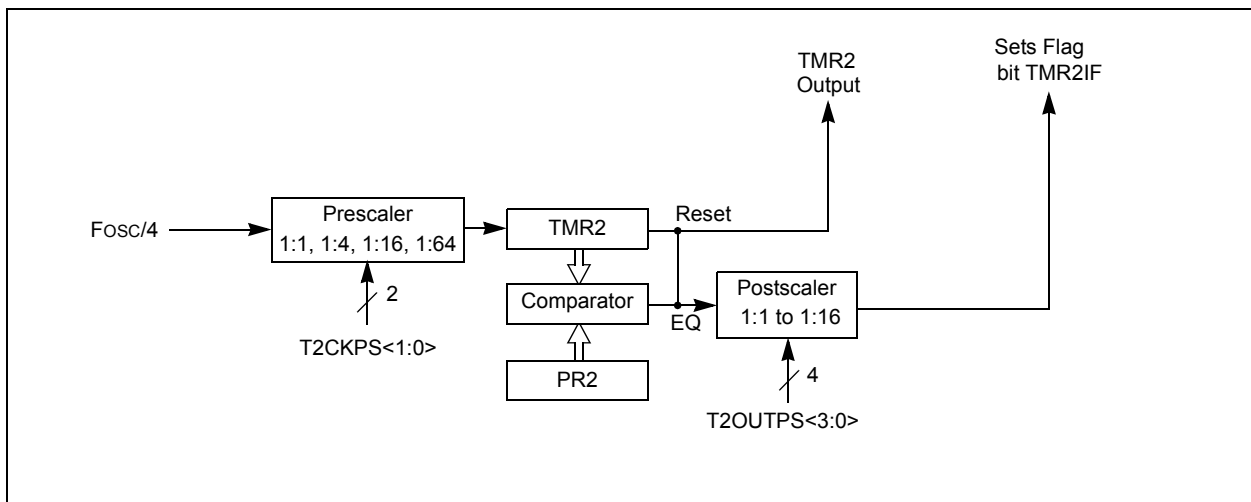 TMR2
Output
Sets Flag
bit TMR2IF
FOSC/4
Prescaler
1:1, 1:4, 1:16, 1:64
TMR2
Reset
2
Comparator
EQ
Postscaler
1:1 to 1:16
T2CKPS<1:0>
PR2
4
T2OUTPS<3:0>